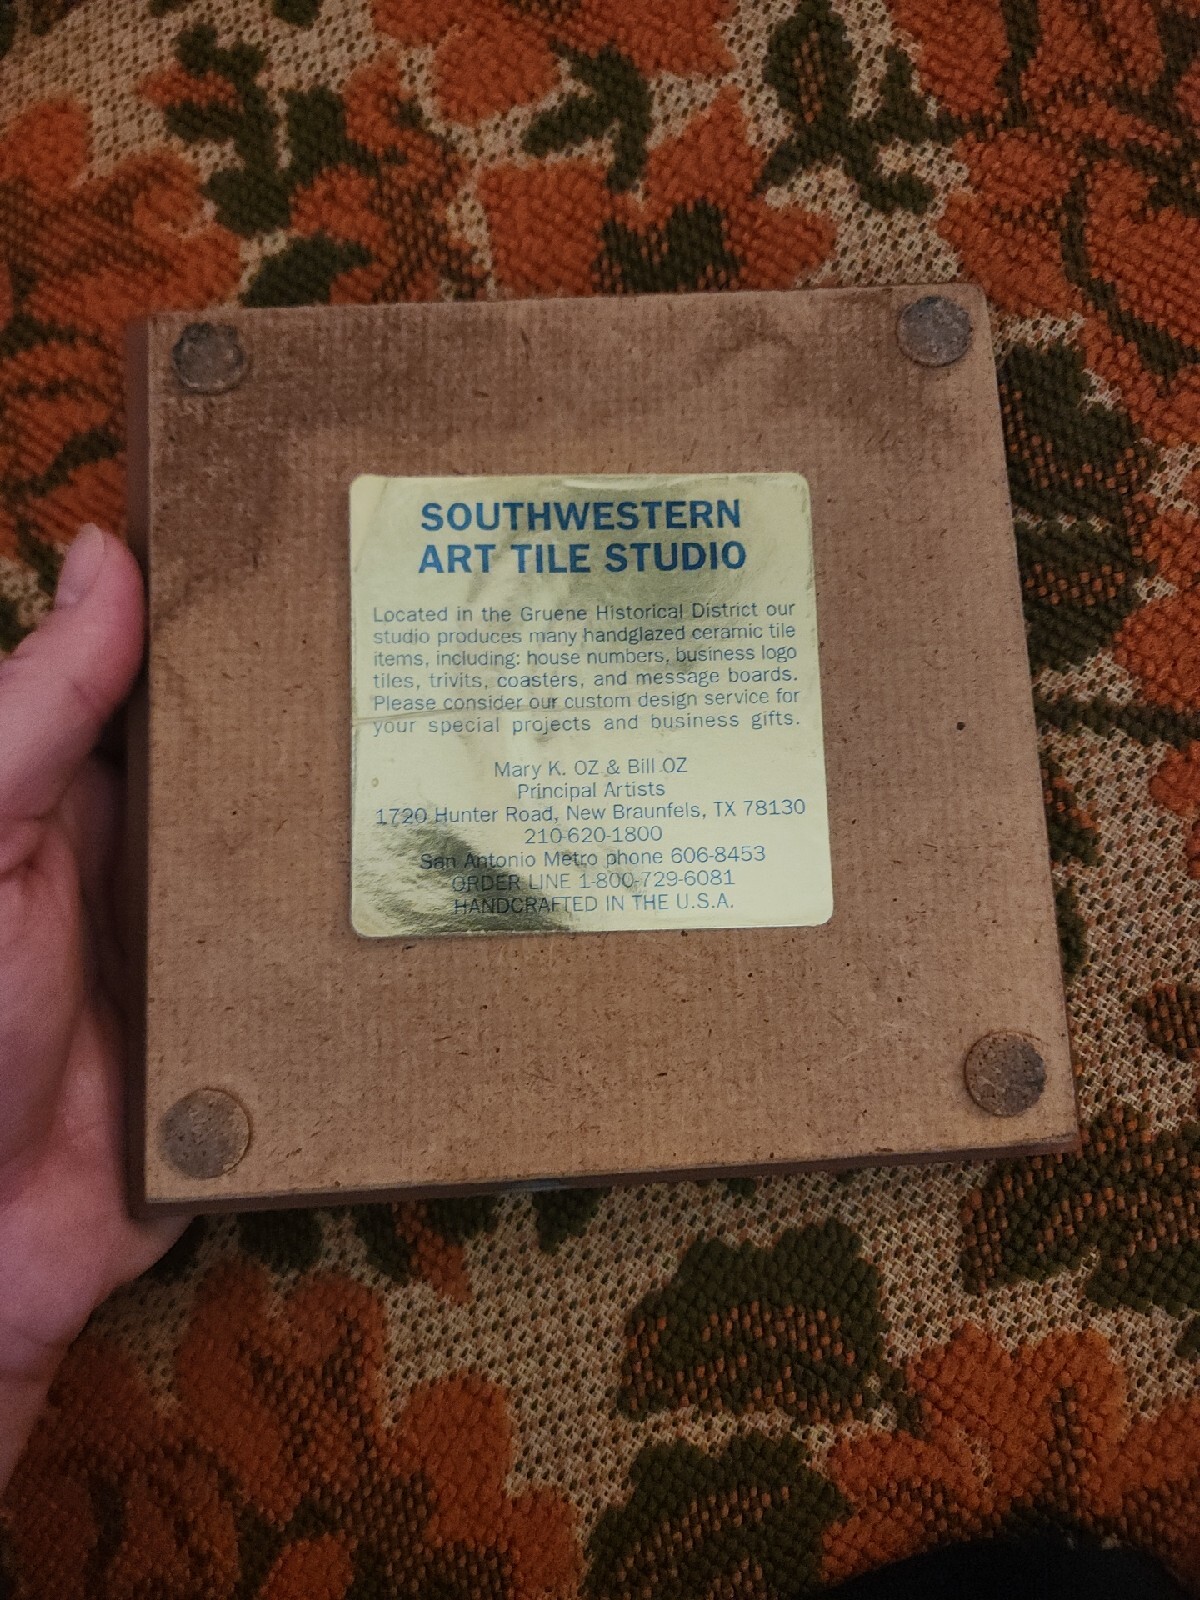 SOUTHWESTERN
ART TILE STUDIO
Located in the Gruene Historical District our
studio produces many handglazed ceramic tile
items, including: house numbers, business logo
tiles, trivits, coasters, and message boards.
Please consider our custom design service for
your special projects and business gifts.
Mary K. OZ & Bill OZ
Principal Artists
1720 Hunter Road, New Braunfels, TX 78130
210-620-1800
San Antonio Metro phone 606-8453
ORDER LINE 1-800-729-6081
HANDCRAFTED IN THE U.S.A.